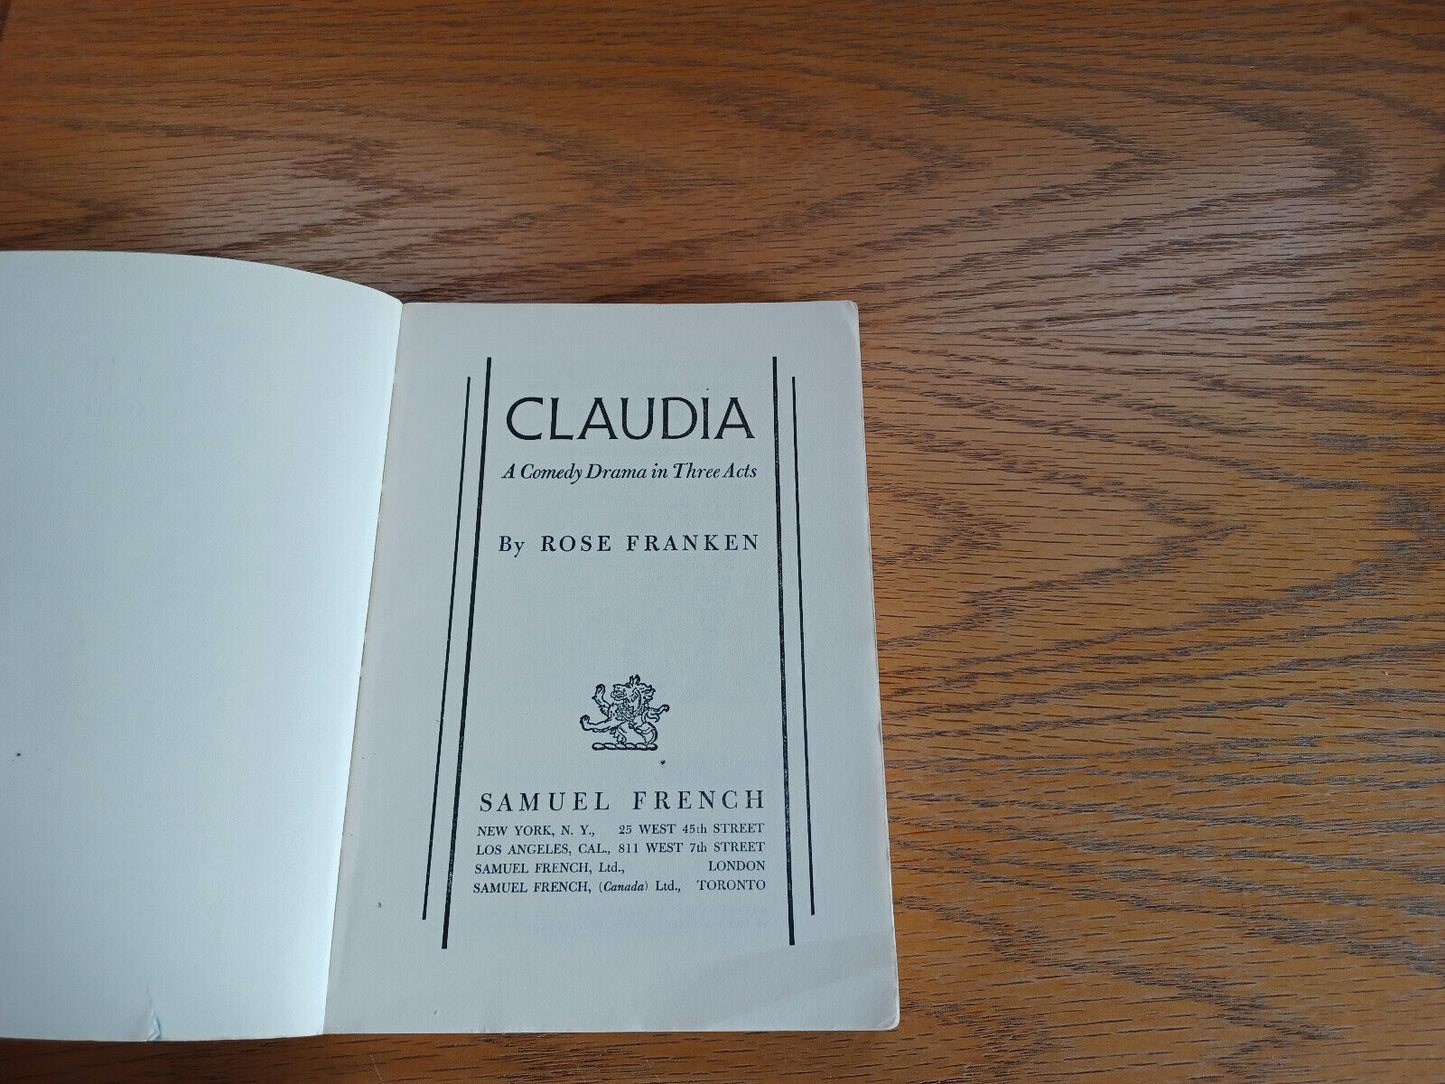 CLAUDIA
A Comedy Drama in Three Acts
By ROSE FRANKEN
SAMUEL FRENCH
NEW YORK, N. Y., 25 WEST 45th STREET
LOS ANGELES, CAL., 811 WEST 7th STREET
SAMUEL FRENCH, Ltd., LONDON
SAMUEL FRENCH, (Canada) Ltd., TORONTO